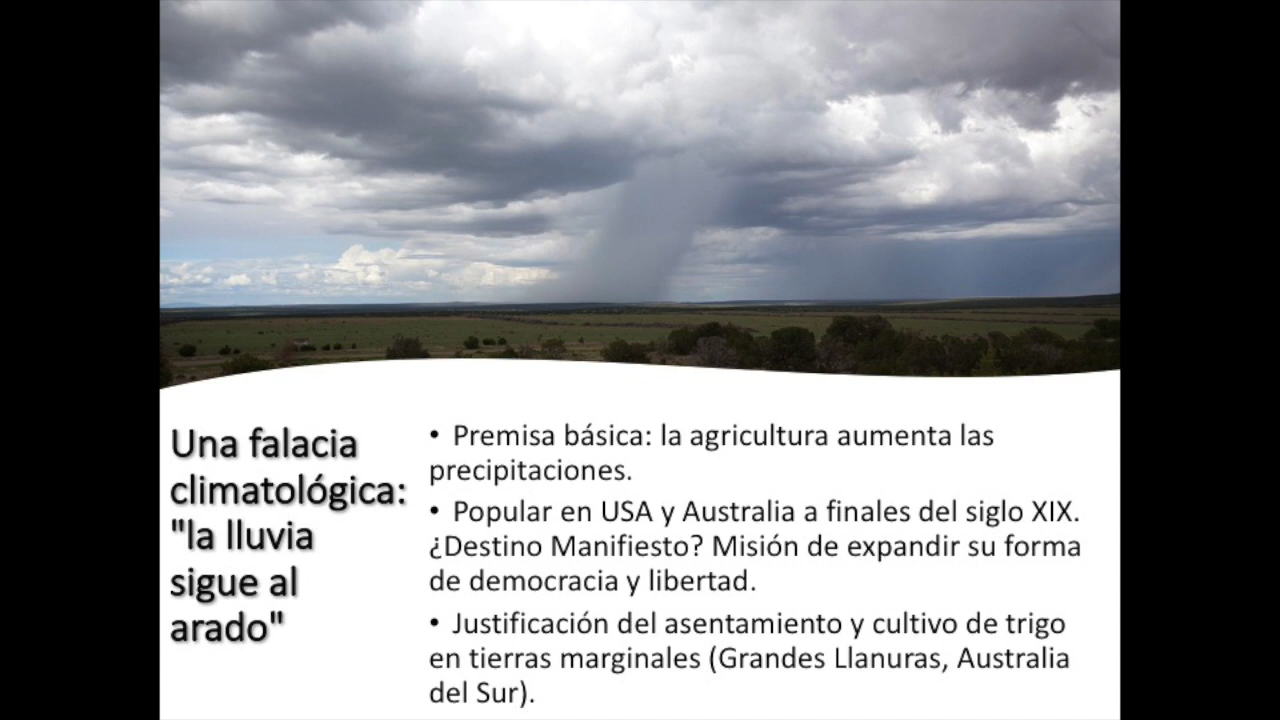 Una falacia
climatológica:
"la lluvia
sigue al
arado"
• Premisa básica: la agricultura aumenta las
precipitaciones.
• Popular en USA y Australia a finales del siglo XIX.
¿Destino Manifiesto? Misión de expandir su forma
de democracia y libertad.
• Justificación del asentamiento y cultivo de trigo
en tierras marginales (Grandes Llanuras, Australia
del Sur).